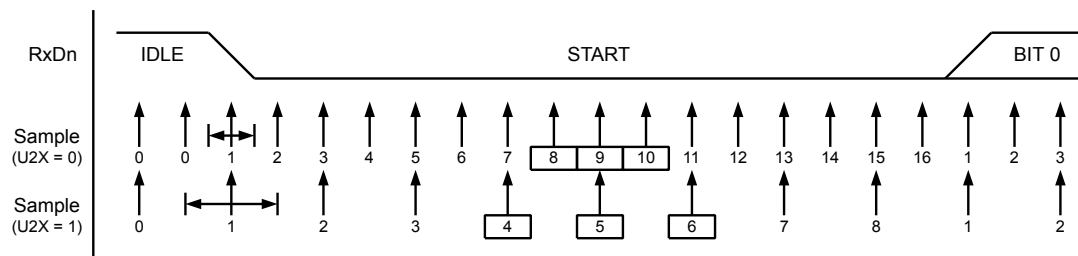 RxDn IDLE START BIT 0
Sample
(U2X = 0) 0 0 1 2 3 4 5 6 7 8 9 10 11 12 13 14 15 16 1 2 3
Sample
(U2X = 1) 0 1 2 3 4 5 6 7 8 1 2